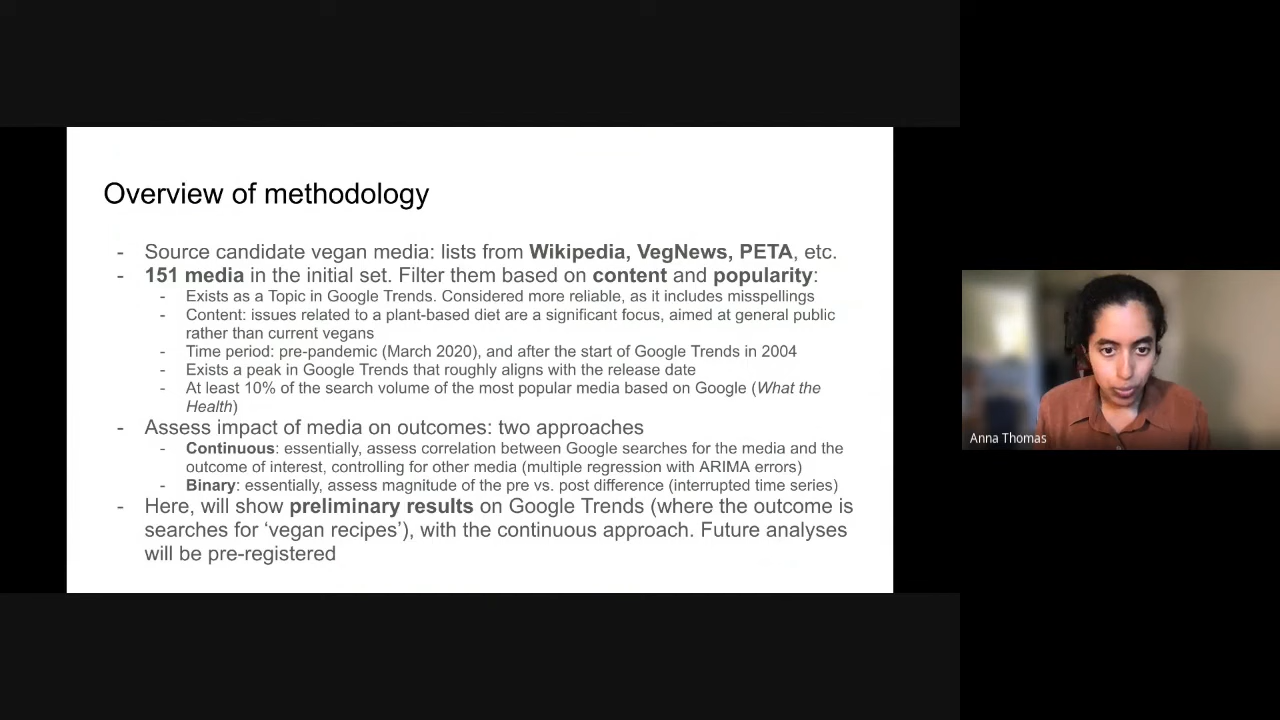 Overview of methodology
- Source candidate vegan media: lists from Wikipedia, VegNews, PETA, etc.
- 151 media in the initial set. Filter them based on content and popularity:
- Exists as a Topic in Google Trends. Considered more reliable, as it includes misspellings
- Content: issues related to a plant-based diet are a significant focus, aimed at general public
rather than current vegans
- Time period: pre-pandemic (March 2020), and after the start of Google Trends in 2004
- Exists a peak in Google Trends that roughly aligns with the release date
- At least 10% of the search volume of the most popular media based on Google (What the
Health)
- Assess impact of media on outcomes: two approaches
- Continuous: essentially, assess correlation between Google searches for the media and the
outcome of interest, controlling for other media (multiple regression with ARIMA errors)
- Binary: essentially, assess magnitude of the pre vs. post difference (interrupted time series)
- Here, will show preliminary results on Google Trends (where the outcome is
searches for ‘vegan recipes’), with the continuous approach. Future analyses
will be pre-registered
Anna Thomas